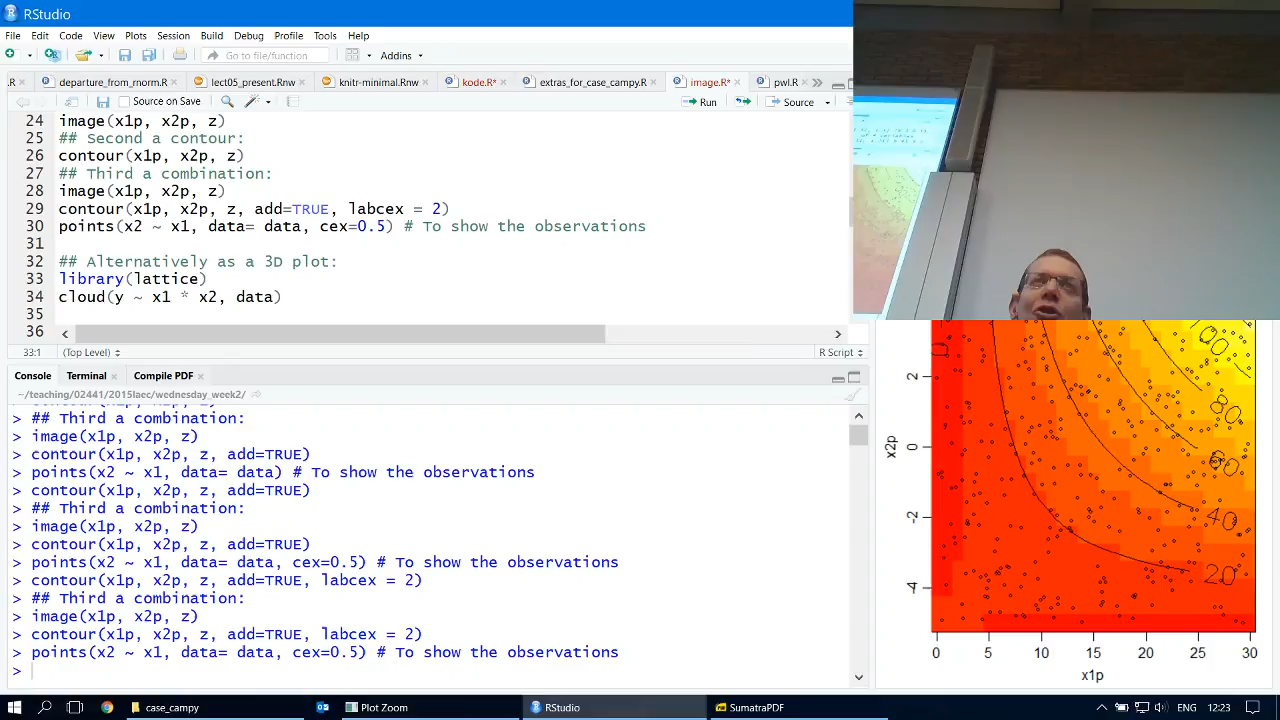 RStudio
File Edit Code View Plots Session Build Debug Profile Tools Help
Go to file/function Addins
R departure_from_rnorm.R lect05_present.Rnw knitr-minimal.Rnw kode.R* extras_for_case_campy.R image.R* pwl.R
Source on Save Run Source
24 image(x1p, x2p, z)
25 ## Second a contour:
26 contour(x1p, x2p, z)
27 ## Third a combination:
28 image(x1p, x2p, z)
29 contour(x1p, x2p, z, add=TRUE, labcex = 2)
30 points(x2 ~ x1, data= data, cex=0.5) # To show the observations
31
32 ## Alternatively as a 3D plot:
33 library(lattice)
34 cloud(y ~ x1 * x2, data)
35
36
33:1 (Top Level) R Script
Console Terminal Compile PDF
~/teaching/02441/2015laec/wednesday_week2/
> ## Third a combination:
> image(x1p, x2p, z)
> contour(x1p, x2p, z, add=TRUE)
> points(x2 ~ x1, data= data) # To show the observations
> contour(x1p, x2p, z, add=TRUE)
> ## Third a combination:
> image(x1p, x2p, z)
> contour(x1p, x2p, z, add=TRUE)
> points(x2 ~ x1, data= data, cex=0.5) # To show the observations
> contour(x1p, x2p, z, add=TRUE, labcex = 2)
> ## Third a combination:
> image(x1p, x2p, z)
> contour(x1p, x2p, z, add=TRUE, labcex = 2)
> points(x2 ~ x1, data= data, cex=0.5) # To show the observations
>
100
80
60
40
20
0
x2p
2
0
-2
-4
0 5 10 15 20 25 30
x1p
case_campy Plot Zoom RStudio SumatraPDF ENG 12:23